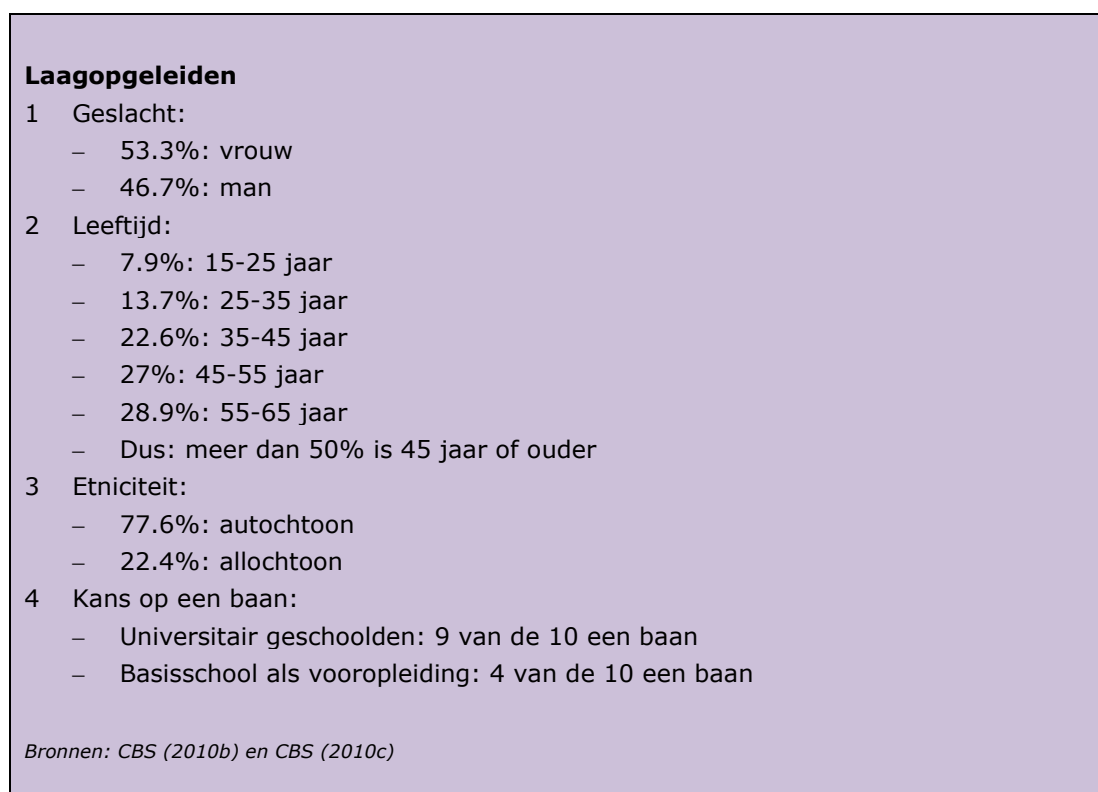 Laagopgeleiden
1 Geslacht:
– 53.3%: vrouw
– 46.7%: man
2 Leeftijd:
– 7.9%: 15-25 jaar
– 13.7%: 25-35 jaar
– 22.6%: 35-45 jaar
– 27%: 45-55 jaar
– 28.9%: 55-65 jaar
– Dus: meer dan 50% is 45 jaar of ouder
3 Etniciteit:
– 77.6%: autochtoon
– 22.4%: allochtoon
4 Kans op een baan:
– Universitair geschoolden: 9 van de 10 een baan
– Basisschool als vooropleiding: 4 van de 10 een baan
Bronnen: CBS (2010b) en CBS (2010c)